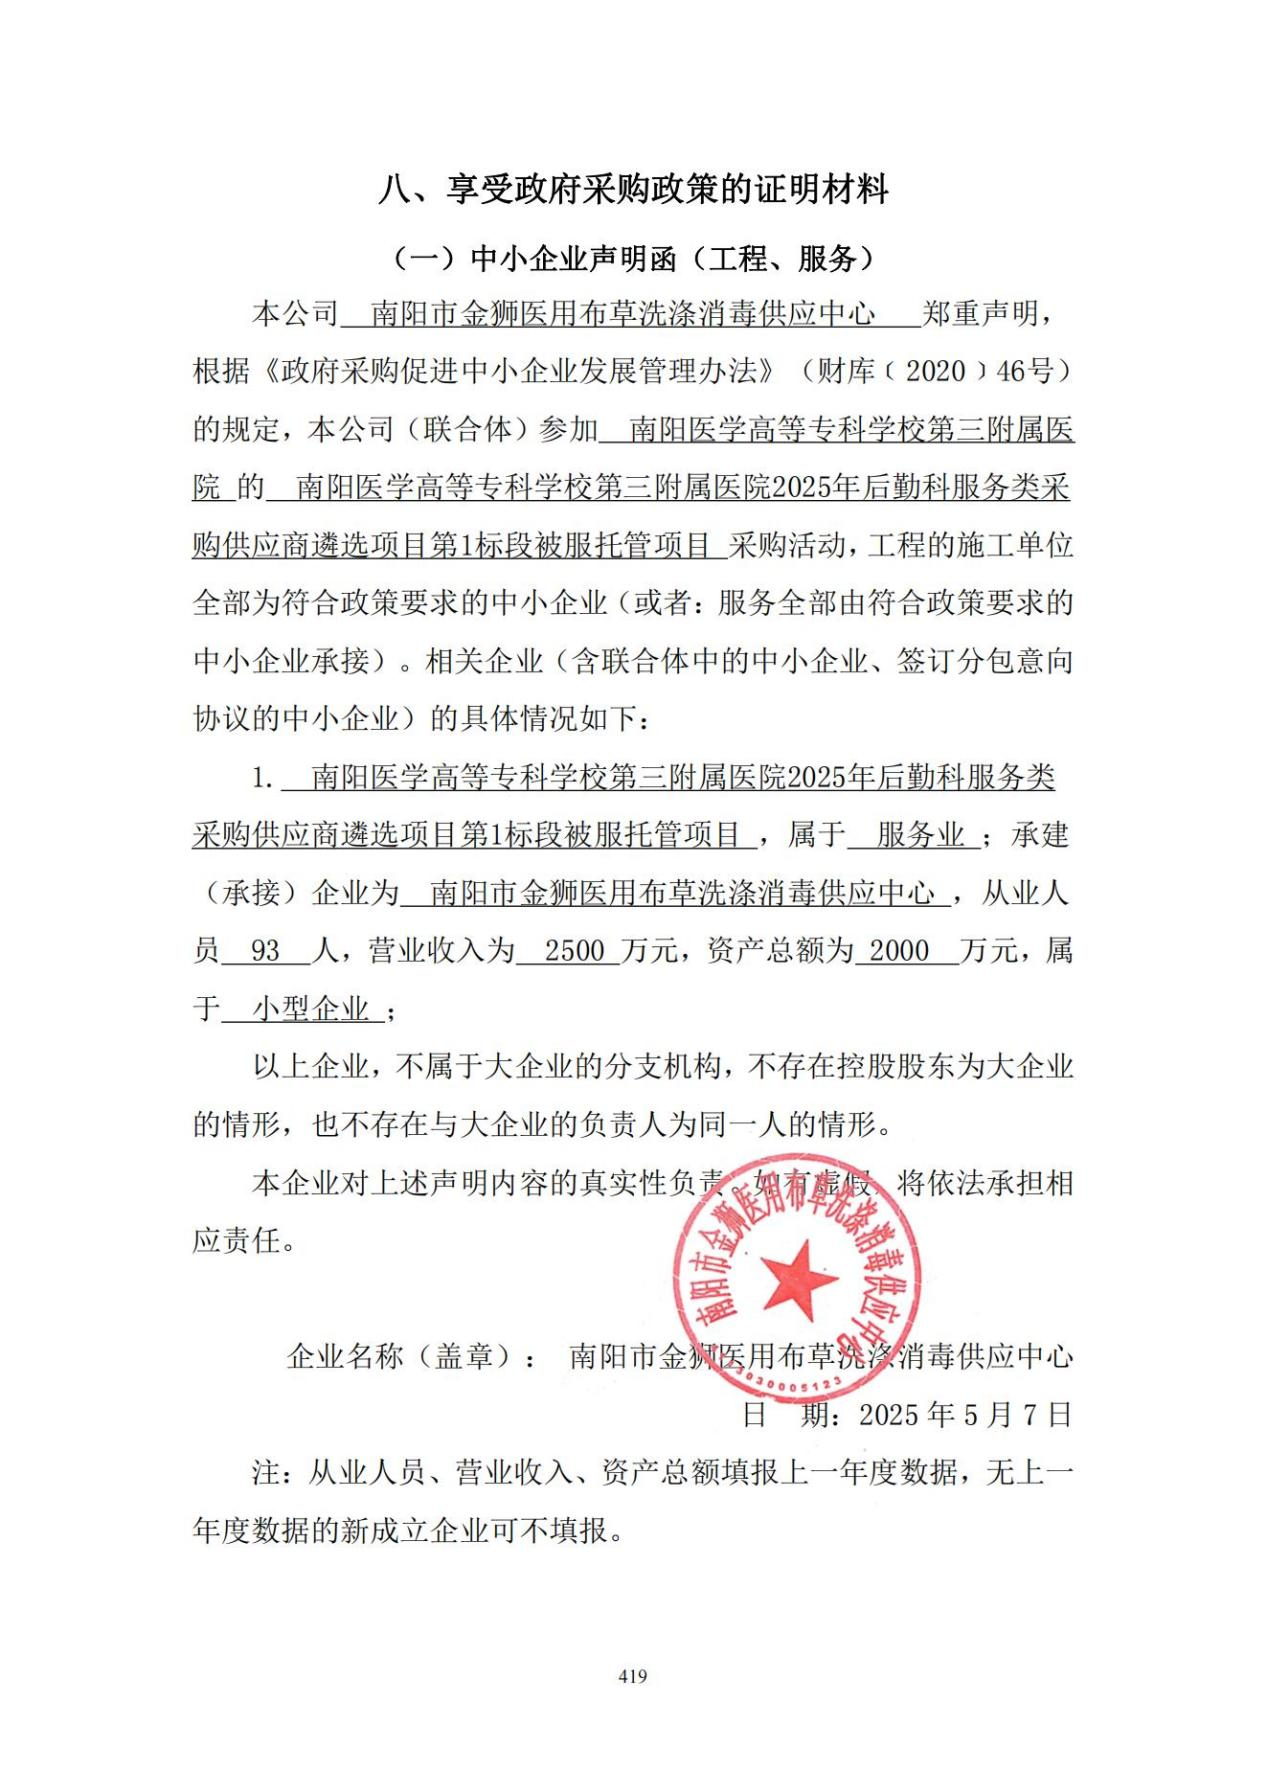 八、享受政府采购政策的证明材料
（一）中小企业声明函（工程、服务）
本公司 南阳市金狮医用布草洗涤消毒供应中心 郑重声明，
根据《政府采购促进中小企业发展管理办法》（财库﹝2020﹞46号）
的规定，本公司（联合体）参加 南阳医学高等专科学校第三附属医
院 的 南阳医学高等专科学校第三附属医院2025年后勤科服务类采
购供应商遴选项目第1标段被服托管项目 采购活动，工程的施工单位
全部为符合政策要求的中小企业（或者：服务全部由符合政策要求的
中小企业承接）。相关企业（含联合体中的中小企业、签订分包意向
协议的中小企业）的具体情况如下：
1. 南阳医学高等专科学校第三附属医院2025年后勤科服务类
采购供应商遴选项目第1标段被服托管项目 ，属于 服务业 ；承建
（承接）企业为 南阳市金狮医用布草洗涤消毒供应中心 ，从业人
员 93 人，营业收入为 2500 万元，资产总额为 2000 万元，属
于 小型企业 ；
以上企业，不属于大企业的分支机构，不存在控股股东为大企业
的情形，也不存在与大企业的负责人为同一人的情形。
本企业对上述声明内容的真实性负责。如有虚假，将依法承担相
应责任。
南阳市金狮医用布草洗涤消毒供应中心
企业名称（盖章）： 南阳市金狮医用布草洗涤消毒供应中心
日 期：2025年5月7日
注：从业人员、营业收入、资产总额填报上一年度数据，无上一
年度数据的新成立企业可不填报。
419